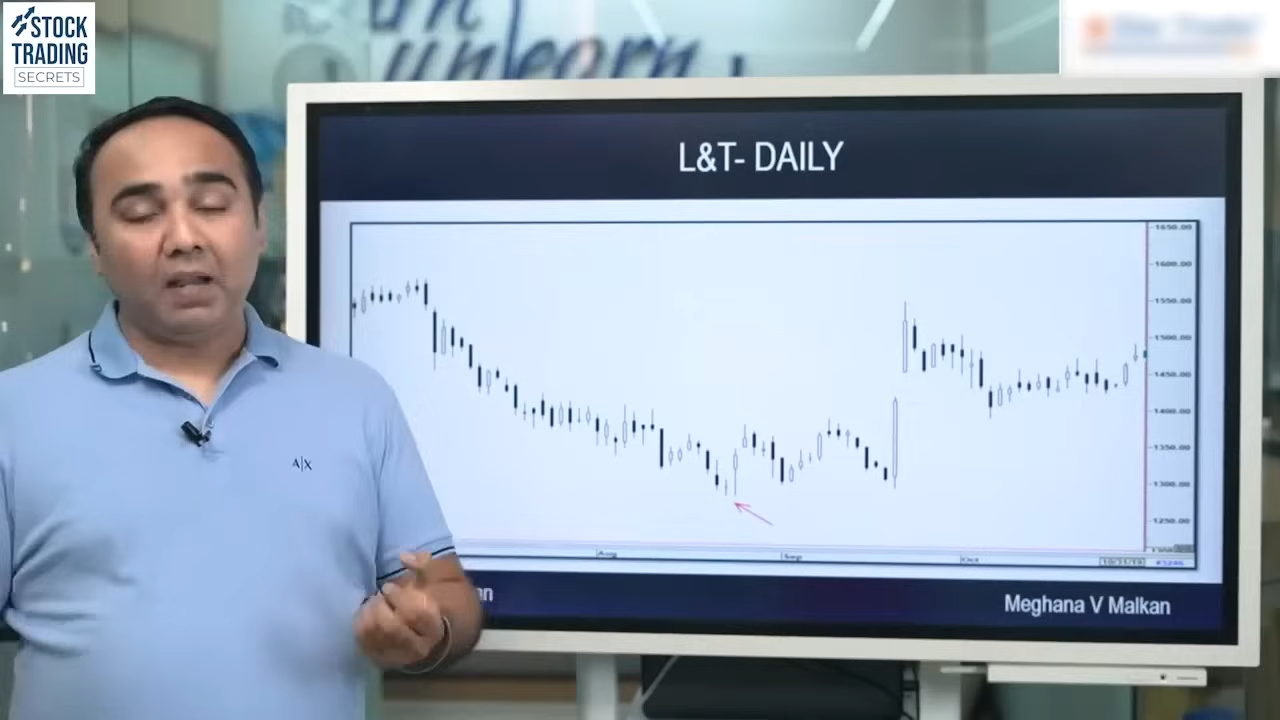 STOCK
TRADING
SECRETS
unlearn
L&T- DAILY
1650.00
1600.00
1550.00
1500.00
1450.00
1400.00
1350.00
1300.00
1250.00
Aug
Sep
Oct
A|X
Meghana V Malkan